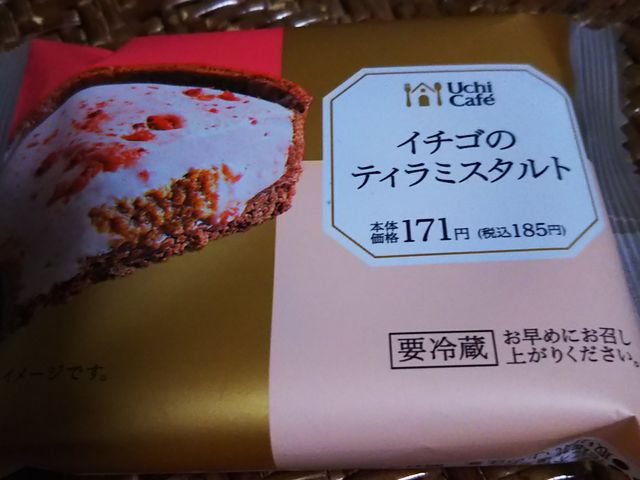 Uchi
Café
イチゴの
ティラミスタルト
本体
価格 171円 (税込185円)
要冷蔵
お早めにお召し
上がりください。
イメージです。